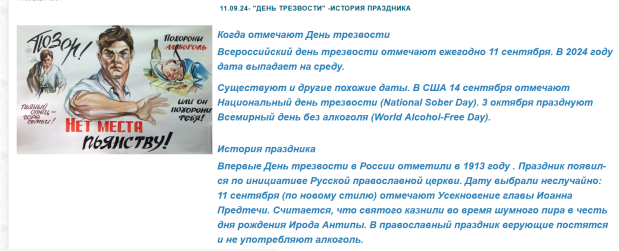 11.09.24- "ДЕНЬ ТРЕЗВОСТИ" -ИСТОРИЯ ПРАЗДНИКА
ПОЗОР!
ПОХОРОНИ
АЛКОГОЛЬ
ИЛИ ОН
ПОХОРОНИТ
ТЕБЯ!
ПЬЯНЫЙ
ОТЕЦ-
ГОРЕ
СЕМЬИ!
НЕТ МЕСТА
ПЬЯНСТВУ!
Когда отмечают День трезвости
Всероссийский день трезвости отмечают ежегодно 11 сентября. В 2024 году
дата выпадает на среду.
Существуют и другие похожие даты. В США 14 сентября отмечают
Национальный день трезвости (National Sober Day). 3 октября празднуют
Всемирный день без алкоголя (World Alcohol-Free Day).
История праздника
Впервые День трезвости в России отметили в 1913 году . Праздник появил-
ся по инициативе Русской православной церкви. Дату выбрали неслучайно:
11 сентября (по новому стилю) отмечают Усекновение главы Иоанна
Предтечи. Считается, что святого казнили во время шумного пира в честь
дня рождения Ирода Антипы. В православный праздник верующие постятся
и не употребляют алкоголь.